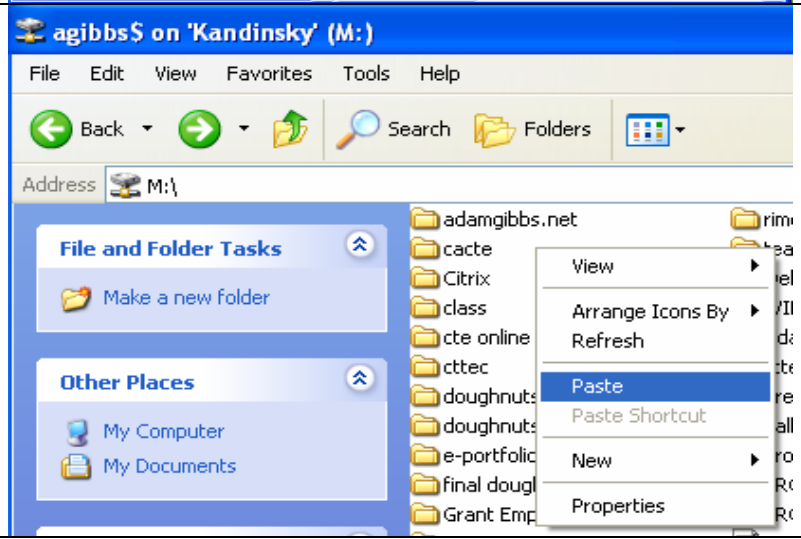 agibbs$ on 'Kandinsky' (M:)
File Edit View Favorites Tools Help
Back Search Folders
Address M:\
File and Folder Tasks
Make a new folder
Other Places
My Computer
My Documents
adamgibbs.net
cacte
Citrix
class
cte online
cttec
doughnuts
doughnuts
e-portfolio
final dough
Grant Emp
View
Arrange Icons By
Refresh
Paste
Paste Shortcut
New
Properties